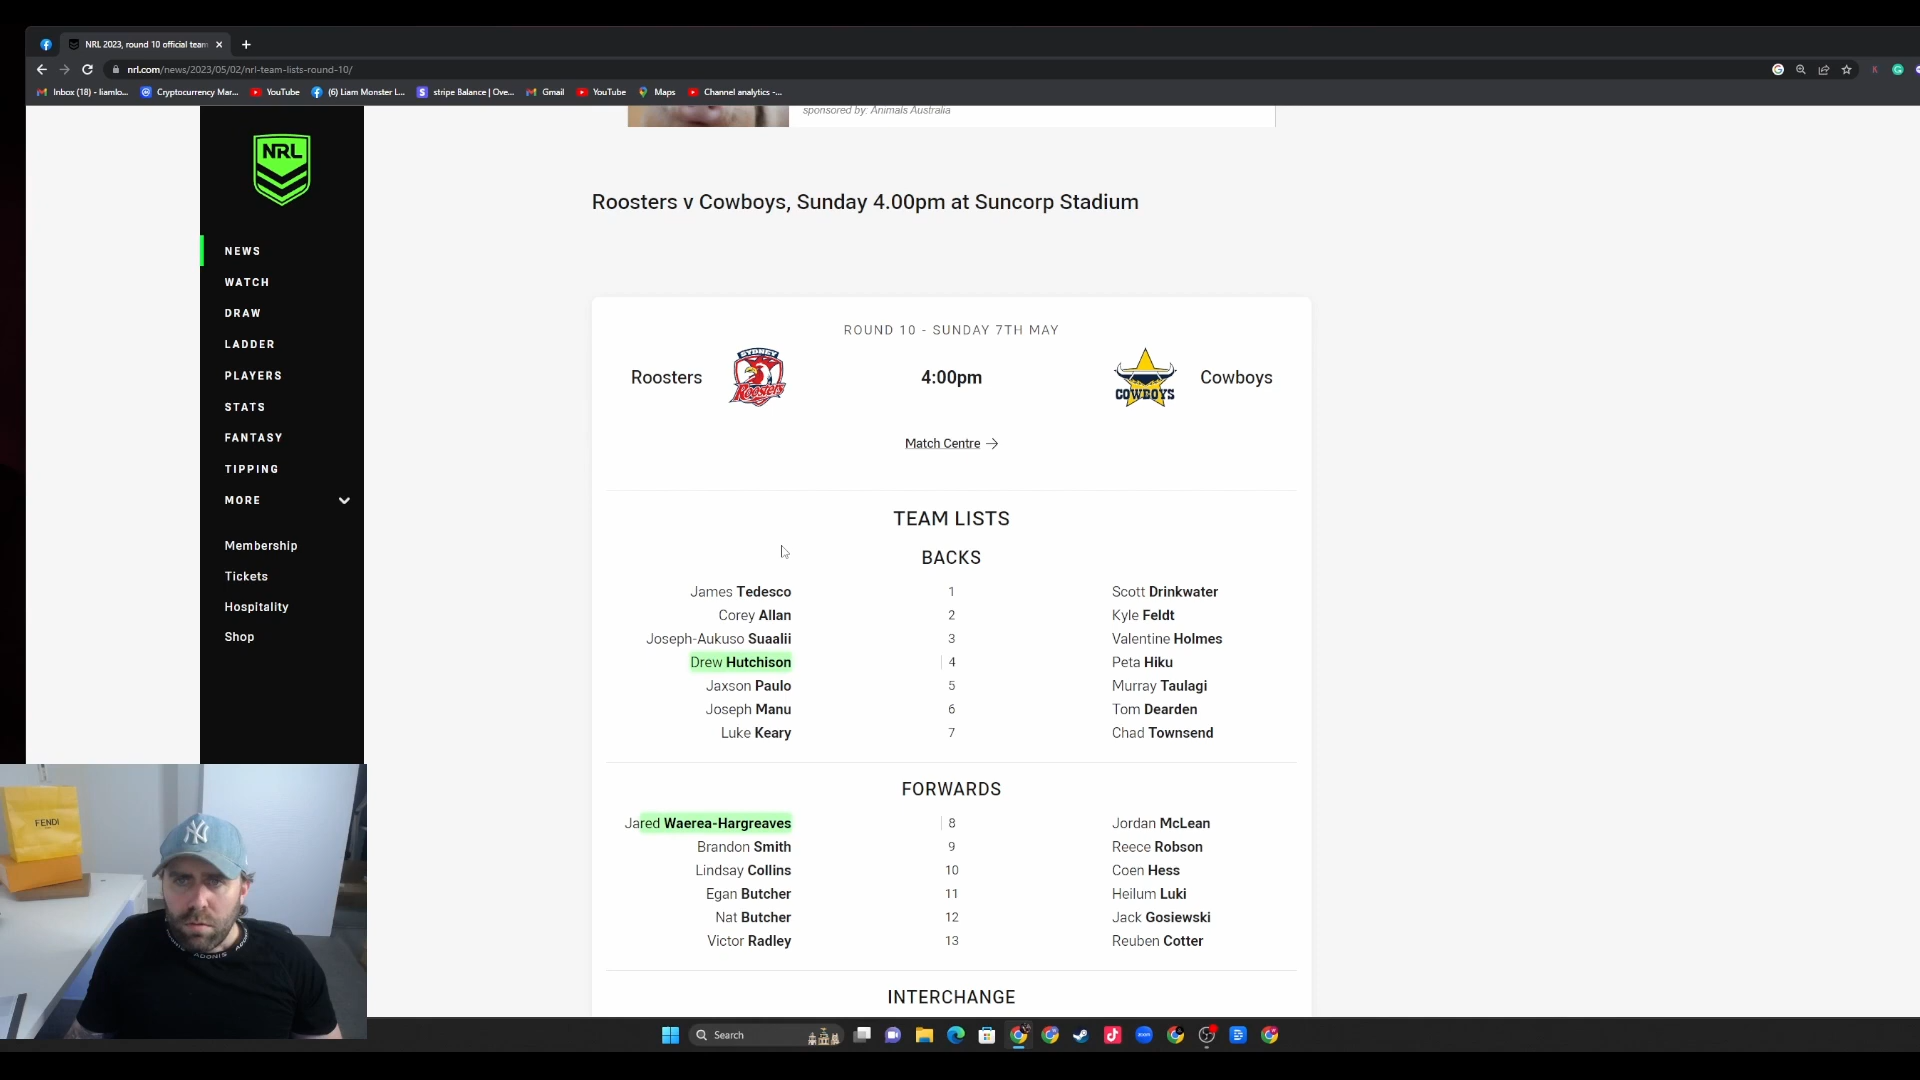 NRL 2023, round 10 official team
nrl.com/news/2023/05/02/nrl-team-lists-round-10/
Inbox (18) - liamlo...
Cryptocurrency Mar...
YouTube
(6) Liam Monster L...
stripe Balance | Ove...
Gmail
YouTube
Maps
Channel analytics -...
sponsored by: Animals Australia
NRL
NEWS
WATCH
DRAW
LADDER
PLAYERS
STATS
FANTASY
TIPPING
MORE
Membership
Tickets
Hospitality
Shop
Roosters v Cowboys, Sunday 4.00pm at Suncorp Stadium
ROUND 10 - SUNDAY 7TH MAY
Roosters
SYDNEY
Roosters
4:00pm
COWBOYS
Cowboys
Match Centre
TEAM LISTS
BACKS
James Tedesco 1 Scott Drinkwater
Corey Allan 2 Kyle Feldt
Joseph-Aukuso Suaalii 3 Valentine Holmes
Drew Hutchison 4 Peta Hiku
Jaxson Paulo 5 Murray Taulagi
Joseph Manu 6 Tom Dearden
Luke Keary 7 Chad Townsend
FORWARDS
Jared Waerea-Hargreaves 8 Jordan McLean
Brandon Smith 9 Reece Robson
Lindsay Collins 10 Coen Hess
Egan Butcher 11 Heilum Luki
Nat Butcher 12 Jack Gosiewski
Victor Radley 13 Reuben Cotter
INTERCHANGE
FENDI
NY
ADONIS
Search
zoom